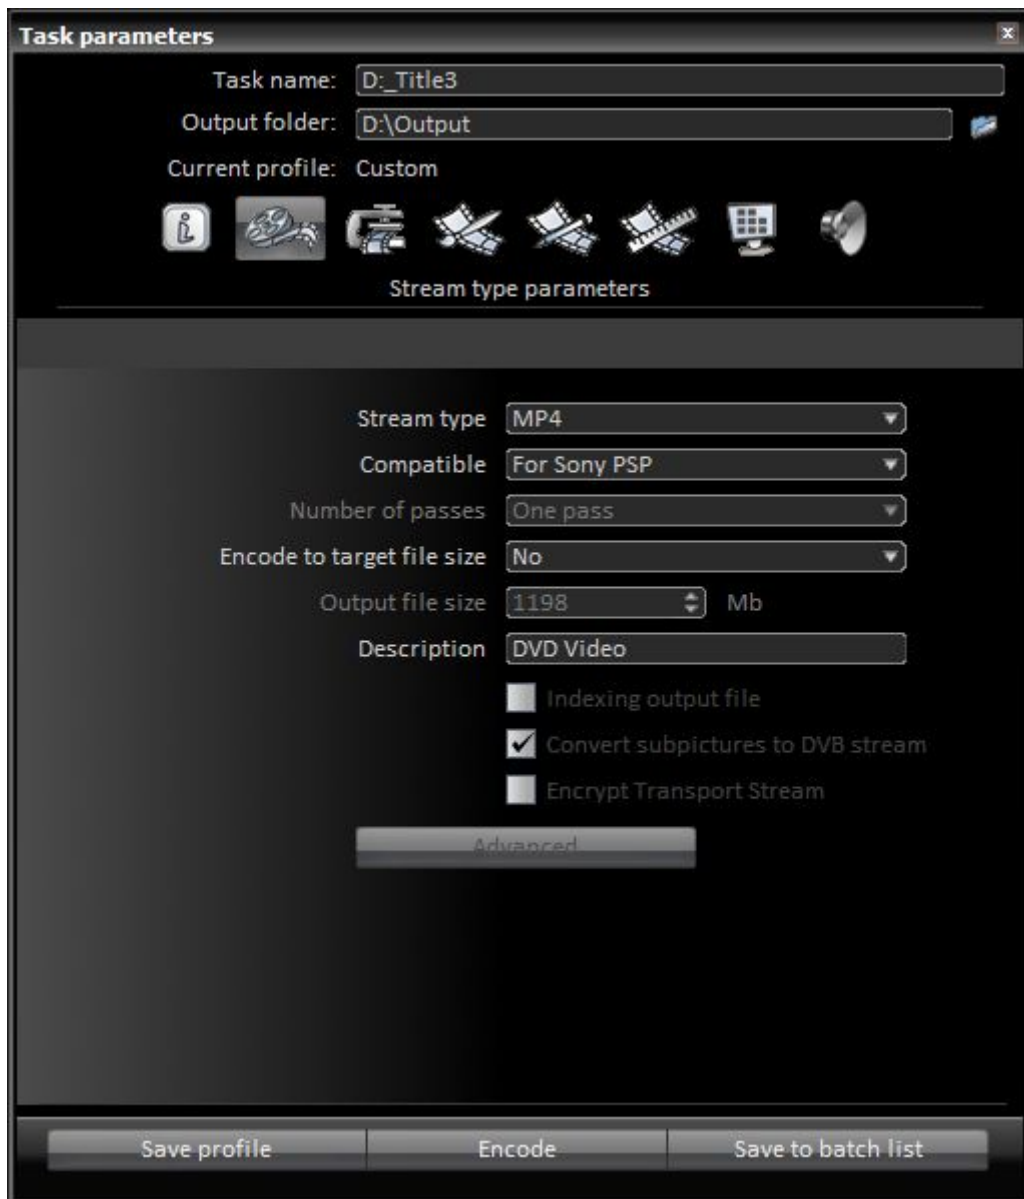 Task parameters
Task name: D:_Title3
Output folder: D:\Output
Current profile: Custom
Stream type parameters
Stream type MP4
Compatible For Sony PSP
Number of passes One pass
Encode to target file size No
Output file size 1198 Mb
Description DVD Video
Indexing output file
Convert subpictures to DVB stream
Encrypt Transport Stream
Advanced
Save profile Encode Save to batch list